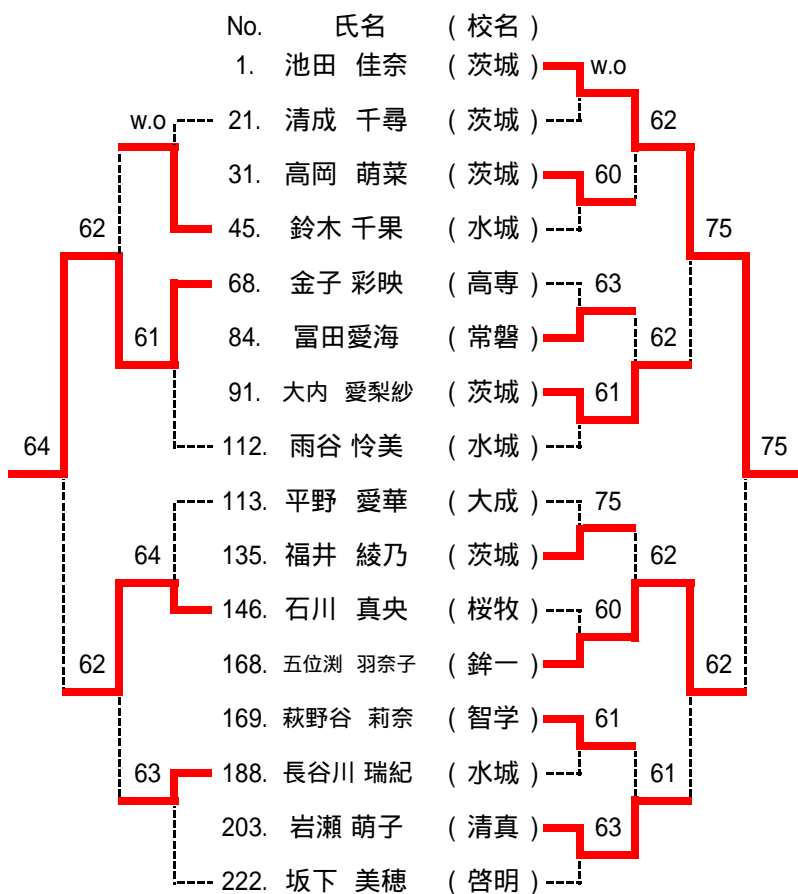 No. 氏名 ( 校名 )
1. 池田 佳奈 ( 茨城 ) w.o
w.o 21. 清成 千尋 ( 茨城 ) 62
31. 高岡 萌菜 ( 茨城 ) 60
62 45. 鈴木 千果 ( 水城 ) 75
68. 金子 彩映 ( 高専 ) 63
61 84. 冨田愛海 ( 常磐 ) 62
91. 大内 愛梨紗 ( 茨城 ) 61
64 112. 雨谷 怜美 ( 水城 ) 75
113. 平野 愛華 ( 大成 ) 75
64 135. 福井 綾乃 ( 茨城 ) 62
146. 石川 真央 ( 桜牧 ) 60
62 168. 五位渕 羽奈子 ( 鉾一 ) 62
169. 萩野谷 莉奈 ( 智学 ) 61
63 188. 長谷川 瑞紀 ( 水城 ) 61
203. 岩瀬 萌子 ( 清真 ) 63
222. 坂下 美穂 ( 啓明 )